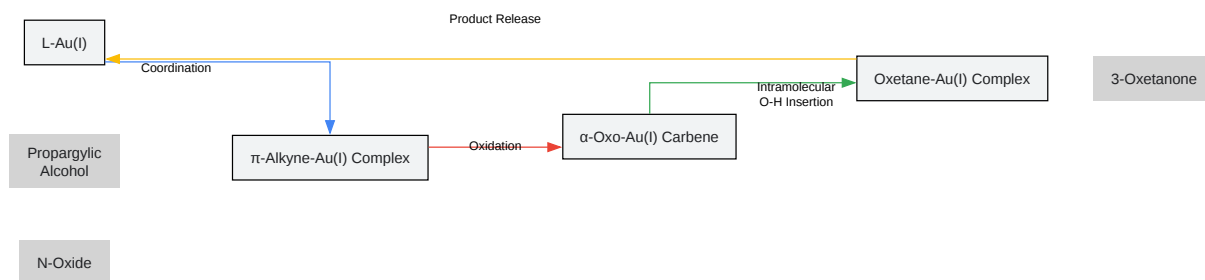 Product Release
L-Au(I)
Coordination
Oxetane-Au(I) Complex
3-Oxetanone
Intramolecular
O-H Insertion
Propargylic
Alcohol
π-Alkyne-Au(I) Complex
Oxidation
α-Oxo-Au(I) Carbene
N-Oxide